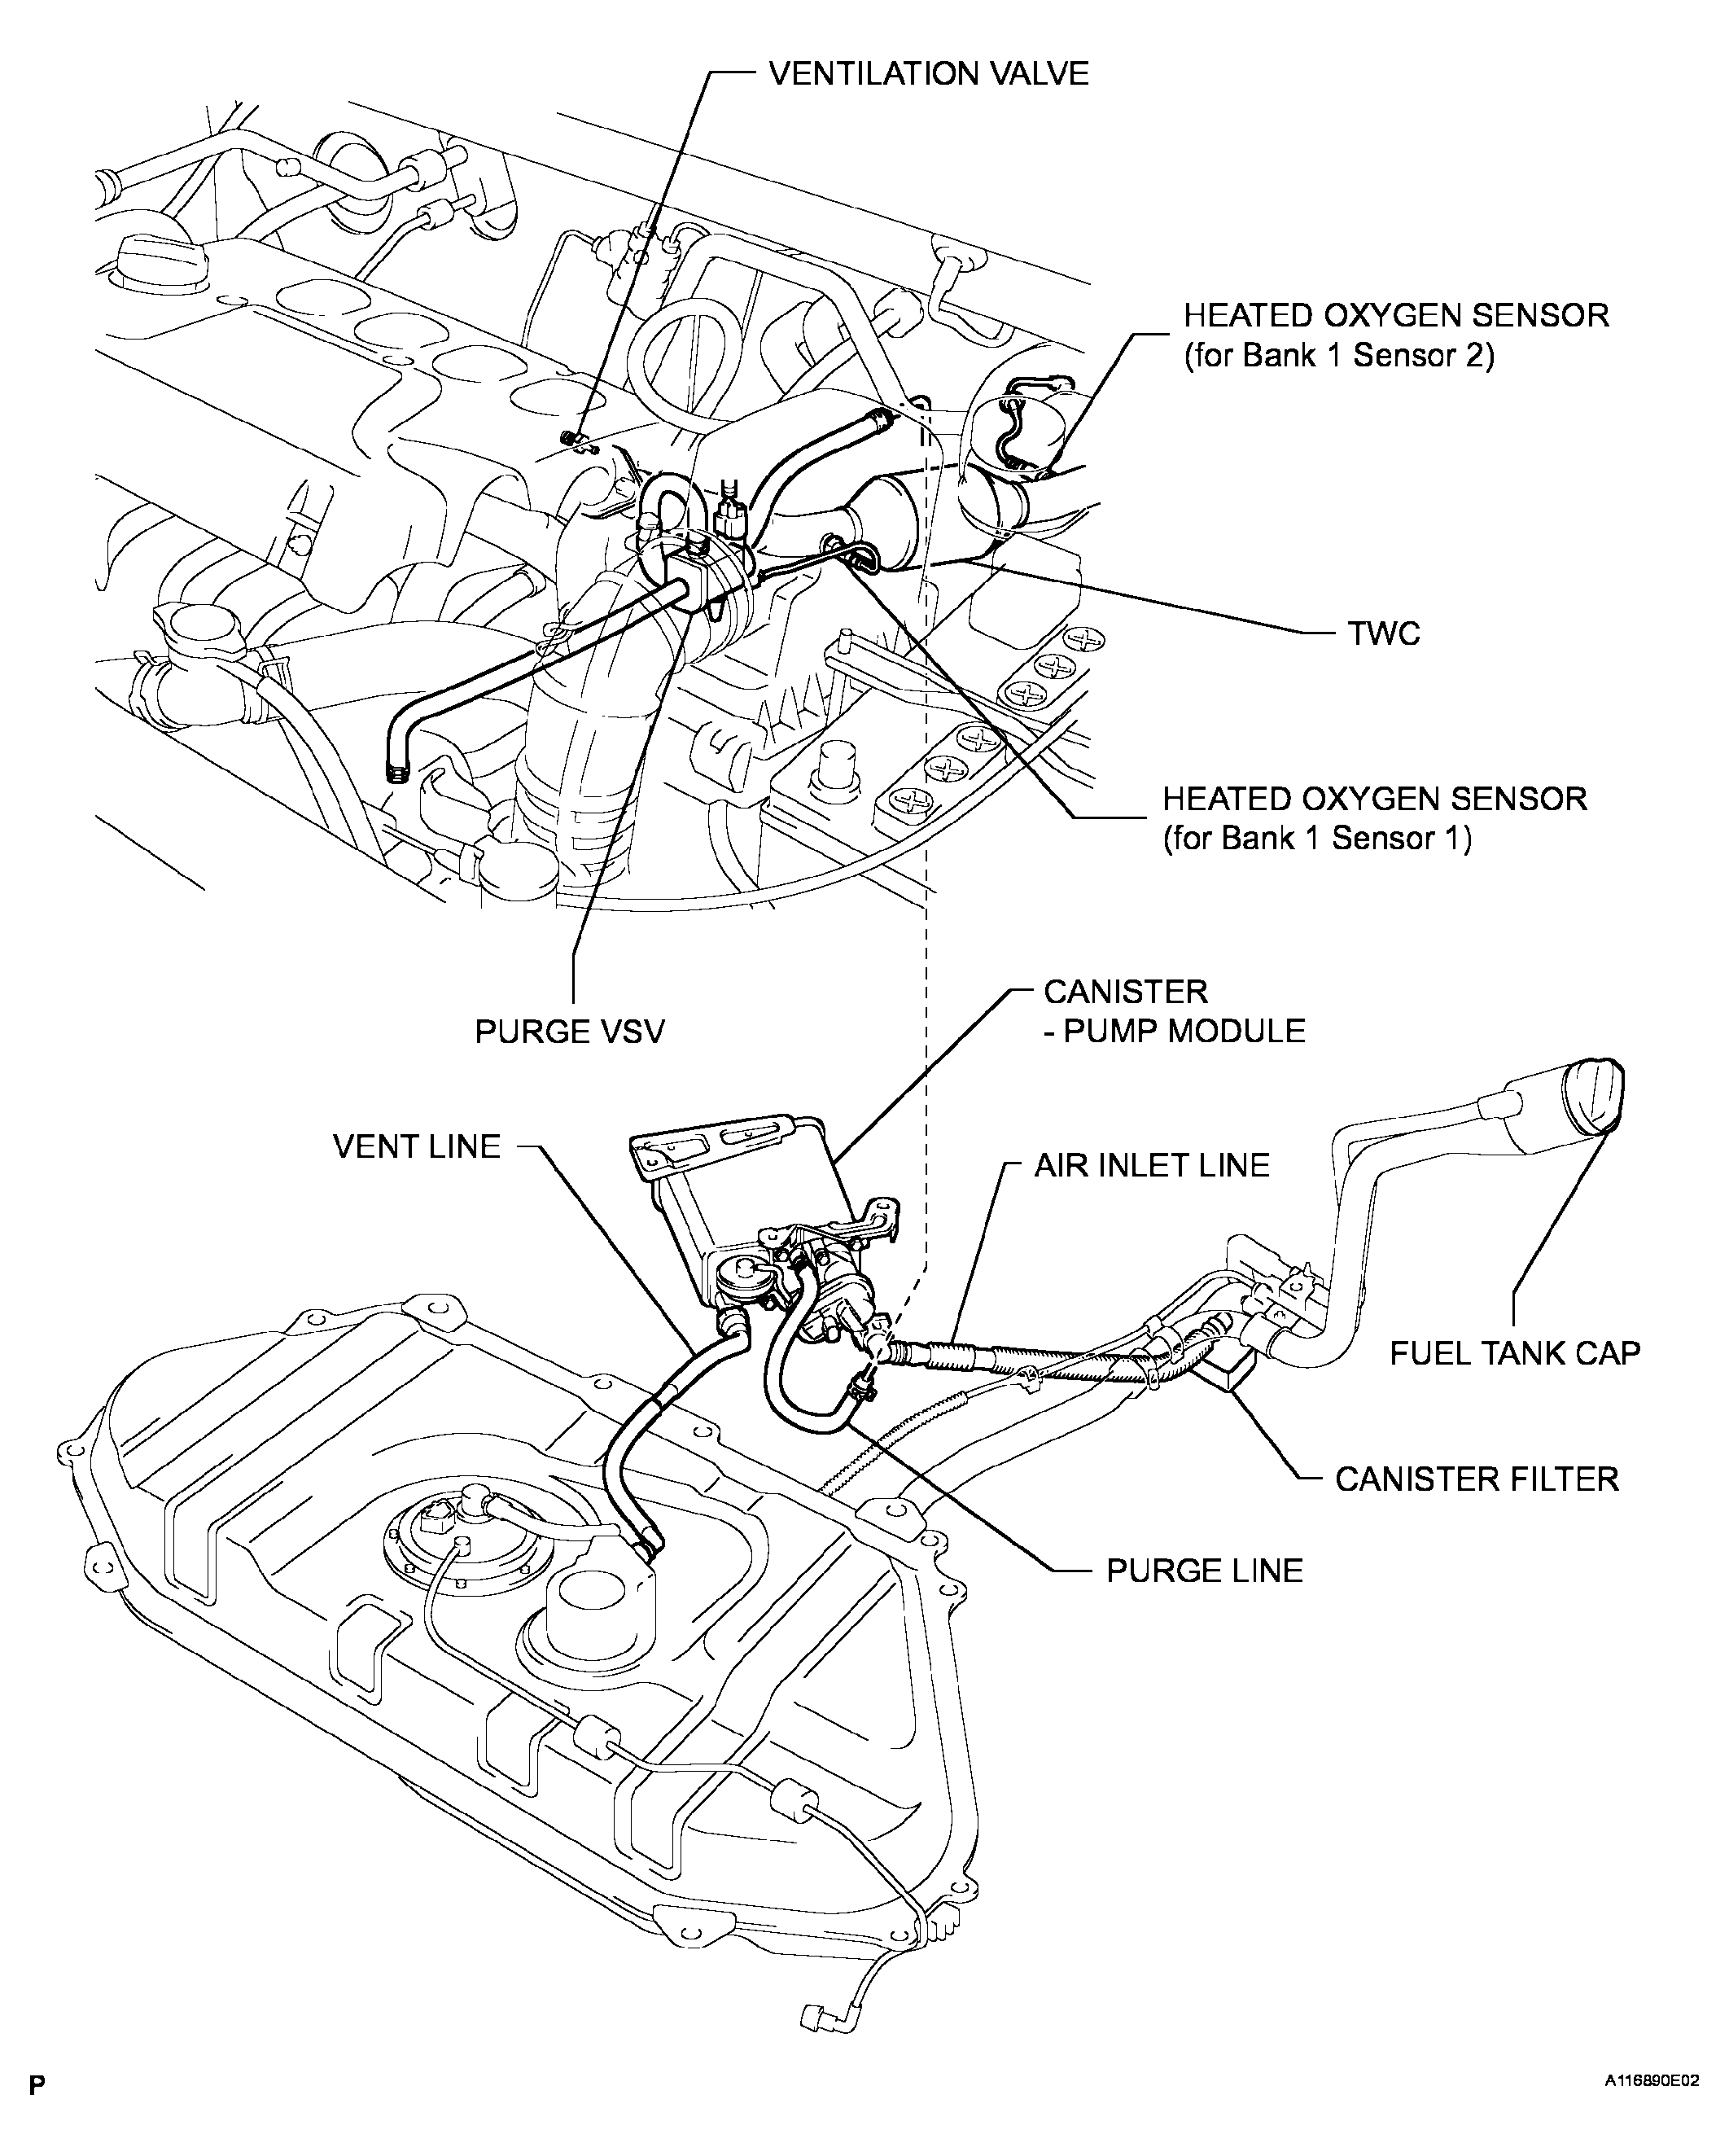 VENTILATION VALVE
HEATED OXYGEN SENSOR
(for Bank 1 Sensor 2)
TWC
HEATED OXYGEN SENSOR
(for Bank 1 Sensor 1)
PURGE VSV
CANISTER
- PUMP MODULE
VENT LINE
AIR INLET LINE
FUEL TANK CAP
CANISTER FILTER
PURGE LINE
P
A116890E02